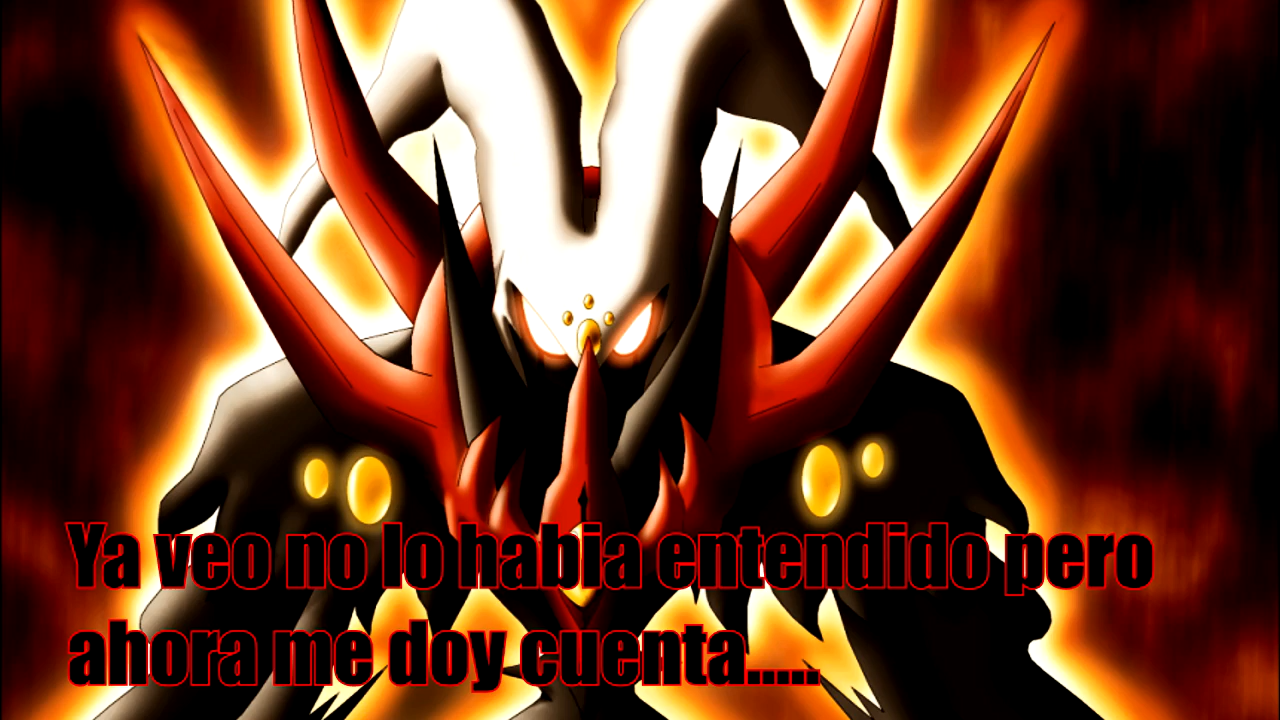 Ya veo no lo habia entendido pero
ahora me doy cuenta.....